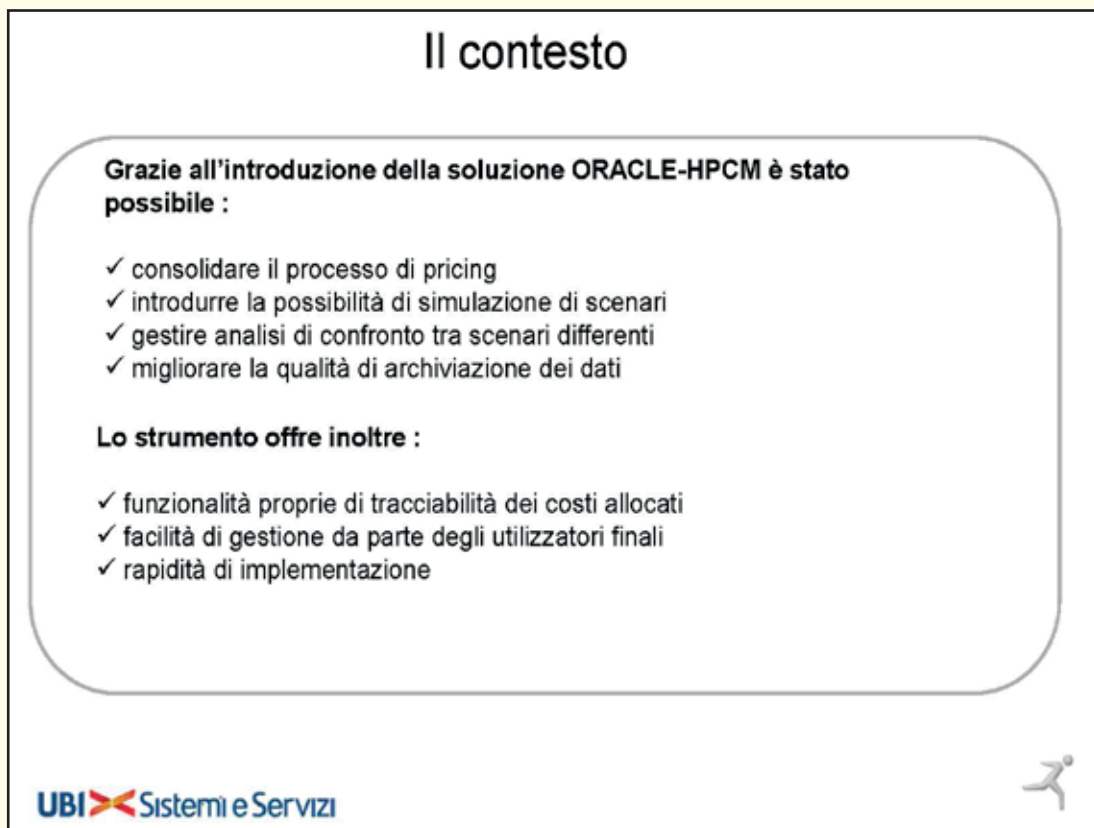 Il contesto
Grazie all'introduzione della soluzione ORACLE-HPCM è stato
possibile :
✓ consolidare il processo di pricing
✓ introdurre la possibilità di simulazione di scenari
✓ gestire analisi di confronto tra scenari differenti
✓ migliorare la qualità di archiviazione dei dati
Lo strumento offre inoltre :
✓ funzionalità proprie di tracciabilità dei costi allocati
✓ facilità di gestione da parte degli utilizzatori finali
✓ rapidità di implementazione
UBI Sistemi e Servizi